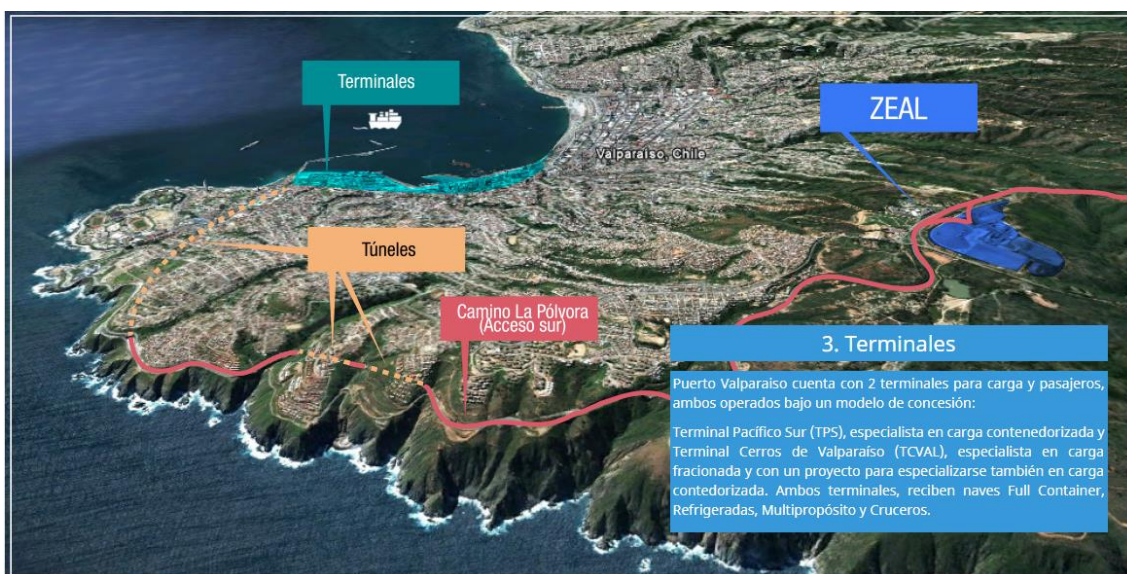 Terminales
ZEAL
Valparaíso, Chile
Túneles
Camino La Pólvora
(Acceso sur)
3. Terminales
Puerto Valparaiso cuenta con 2 terminales para carga y pasajeros,
ambos operados bajo un modelo de concesión:
Terminal Pacífico Sur (TPS), especialista en carga contenedorizada y
Terminal Cerros de Valparaíso (TCVAL), especialista en carga
fracionada y con un proyecto para especializarse también en carga
contedorizada. Ambos terminales, reciben naves Full Container,
Refrigeradas, Multipropósito y Cruceros.